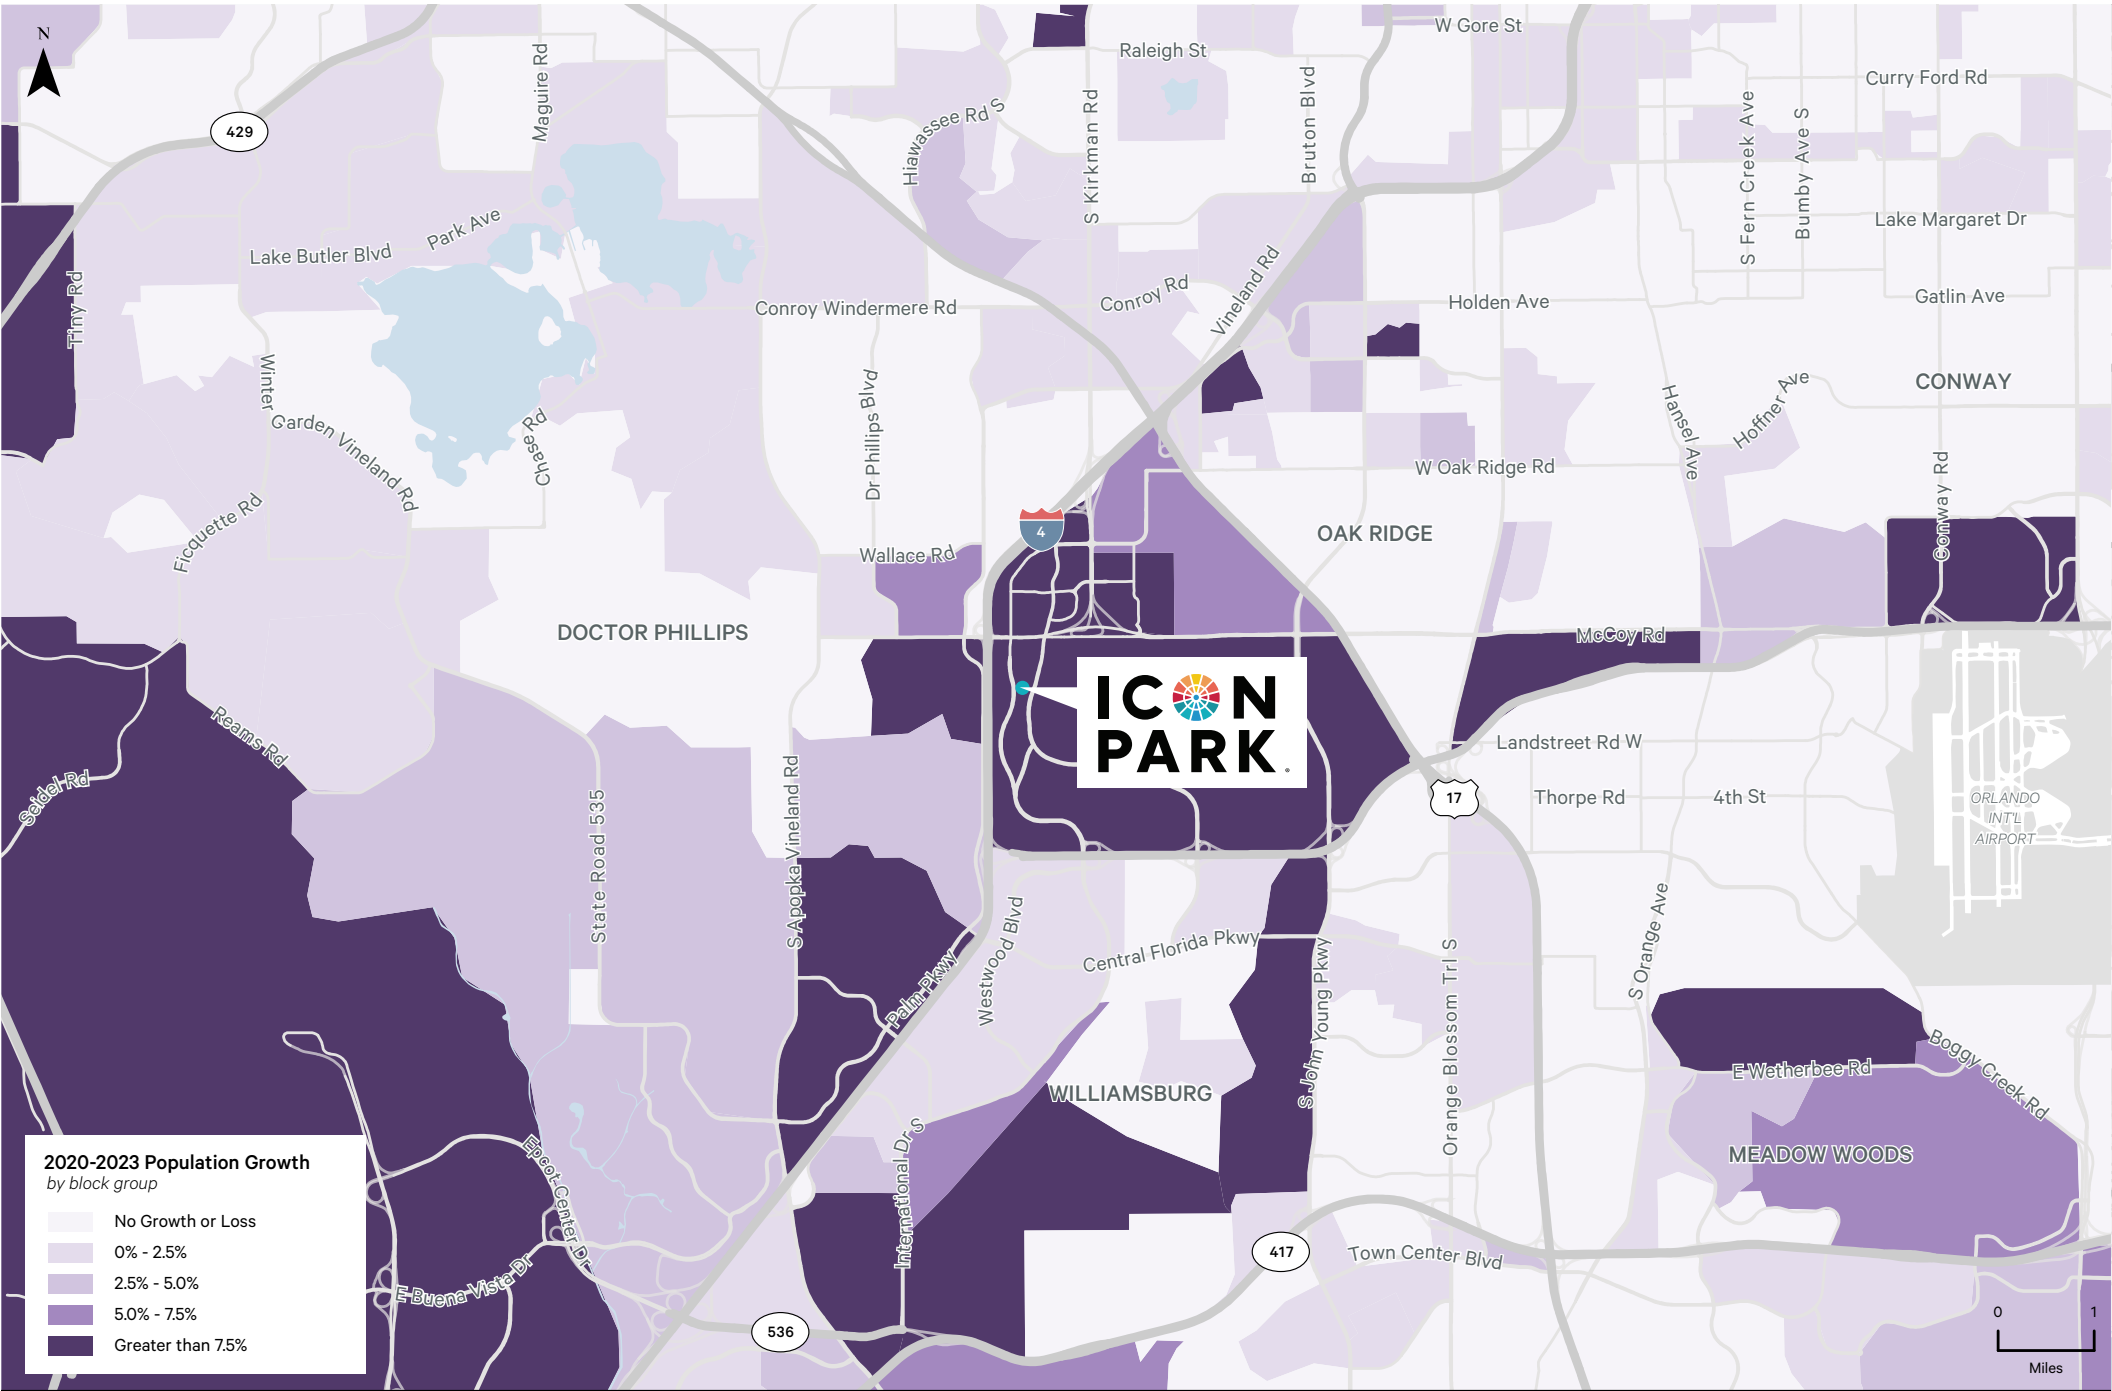 N
W Gore St
Raleigh St
Curry Ford Rd
429
Maguire Rd
Hiawassee Rd S
S Kirkman Rd
Bruton Blvd
S Fern Creek Ave
Bumby Ave S
Lake Margaret Dr
Park Ave
Lake Butler Blvd
Tiny Rd
Conroy Windermere Rd
Conroy Rd
Vineland Rd
Holden Ave
Gatlin Ave
Winter Garden Vineland Rd
Chase Rd
Dr Phillips Blvd
Hansel Ave
Hoffner Ave
CONWAY
W Oak Ridge Rd
Conway Rd
Ficquette Rd
4
OAK RIDGE
Wallace Rd
DOCTOR PHILLIPS
McCoy Rd
ICON
PARK®
Reams Rd
Seidel Rd
State Road 535
S Apopka Vineland Rd
Landstreet Rd W
17
Thorpe Rd
4th St
ORLANDO
INT'L
AIRPORT
Palm Pkwy
Westwood Blvd
Central Florida Pkwy
S John Young Pkwy
Orange Blossom Trl S
S Orange Ave
WILLIAMSBURG
E Wetherbee Rd
Boggy Creek Rd
MEADOW WOODS
International Dr S
Epcot Center Dr
E Buena Vista Dr
417
Town Center Blvd
536
2020-2023 Population Growth
by block group
No Growth or Loss
0% - 2.5%
2.5% - 5.0%
5.0% - 7.5%
Greater than 7.5%
0 1
Miles